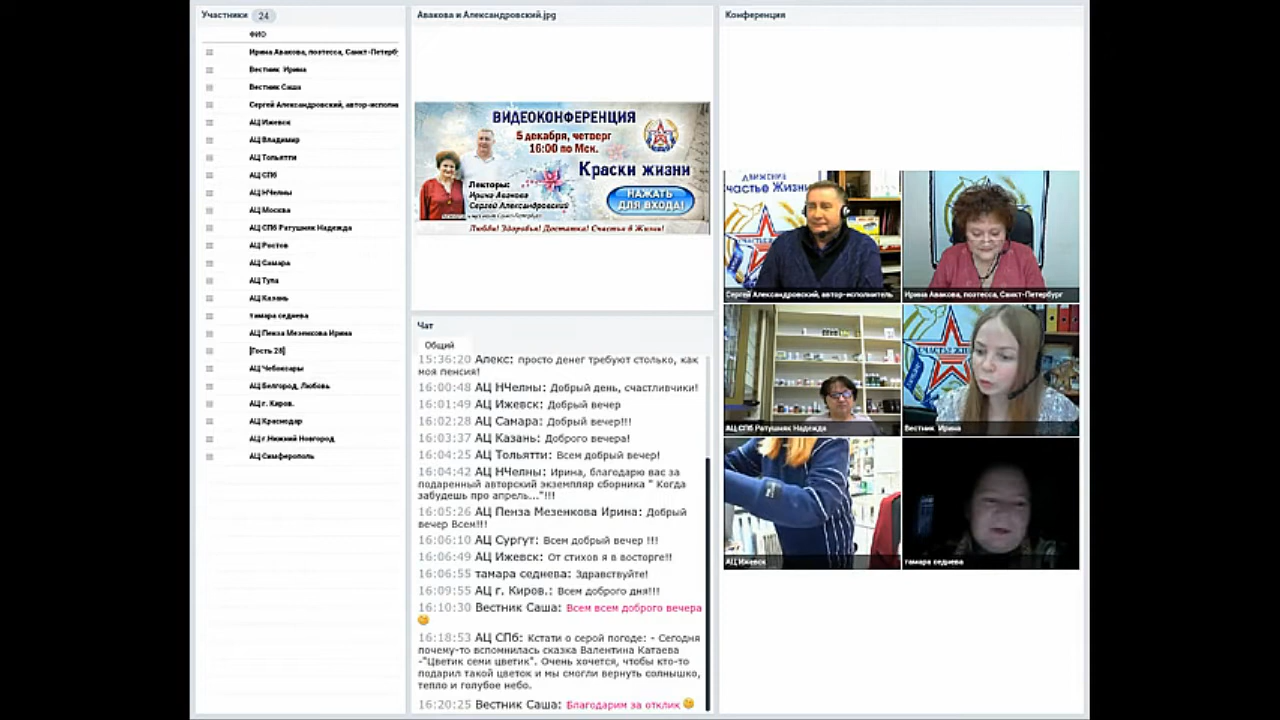 Участники 24
ФИО
Ирина Авакова, поэтесса, Санкт-Петерб
Вестник Ирина
Вестник Саша
Сергей Александровский, автор-исполни
АЦ Ижевск
АЦ Владимир
АЦ Тольятти
АЦ СПб
АЦ НЧелны
АЦ Москва
АЦ СПб Ратушняк Надежда
АЦ Ростов
АЦ Самара
АЦ Тула
АЦ Казань
тамара седнева
АЦ Пенза Мезенкова Ирина
[Гость 28]
АЦ Чебоксары
АЦ Белгород, Любовь
АЦ г. Киров.
АЦ Краснодар
АЦ г.Нижний Новгород
АЦ Симферополь
Авакова и Александровский.jpg
ВИДЕОКОНФЕРЕНЦИЯ
5 декабря, четверг
16:00 по Мск.
Краски жизни
Лекторы:
Ирина Авакова
Сергей Александровский
НАЖАТЬ
ДЛЯ ВХОДА!
Любви! Здоровья! Достатка! Счастья в Жизни!
Чат
Общий
15:36:20 Алекс: просто денег требуют столько, как
моя пенсия!
16:00:48 АЦ НЧелны: Добрый день, счастливчики!
16:01:49 АЦ Ижевск: Добрый вечер
16:02:28 АЦ Самара: Добрый вечер!!!
16:03:37 АЦ Казань: Доброго вечера!
16:04:25 АЦ Тольятти: Всем добрый вечер!
16:04:42 АЦ НЧелны: Ирина, благодарю вас за
подаренный авторский экземпляр сборника " Когда
забудешь про апрель..."!!!
16:05:26 АЦ Пенза Мезенкова Ирина: Добрый
вечер Всем!!!
16:06:10 АЦ Сургут: Всем добрый вечер !!!
16:06:49 АЦ Ижевск: От стихов я в восторге!!
16:06:55 тамара седнева: Здравствуйте!
16:09:55 АЦ г. Киров.: Всем доброго дня!!!
16:10:30 Вестник Саша: Всем всем доброго вечера
16:18:53 АЦ СПб: Кстати о серой погоде: - Сегодня
почему-то вспомнилась сказка Валентина Катаева
-"Цветик семи цветик". Очень хочется, чтобы кто-то
подарил такой цветок и мы смогли вернуть солнышко,
тепло и голубое небо.
16:20:25 Вестник Саша: Благодарим за отклик
Конференция
ДВИЖЕНИЕ
Счастье Жизни
Сергей Александровский, автор-исполнитель
Ирина Авакова, поэтесса, Санкт-Петербург
АЦ СПб Ратушняк Надежда
СЧАСТЬЕ ЖИЗ
Вестник Ирина
АЦ Ижевск
тамара седнева